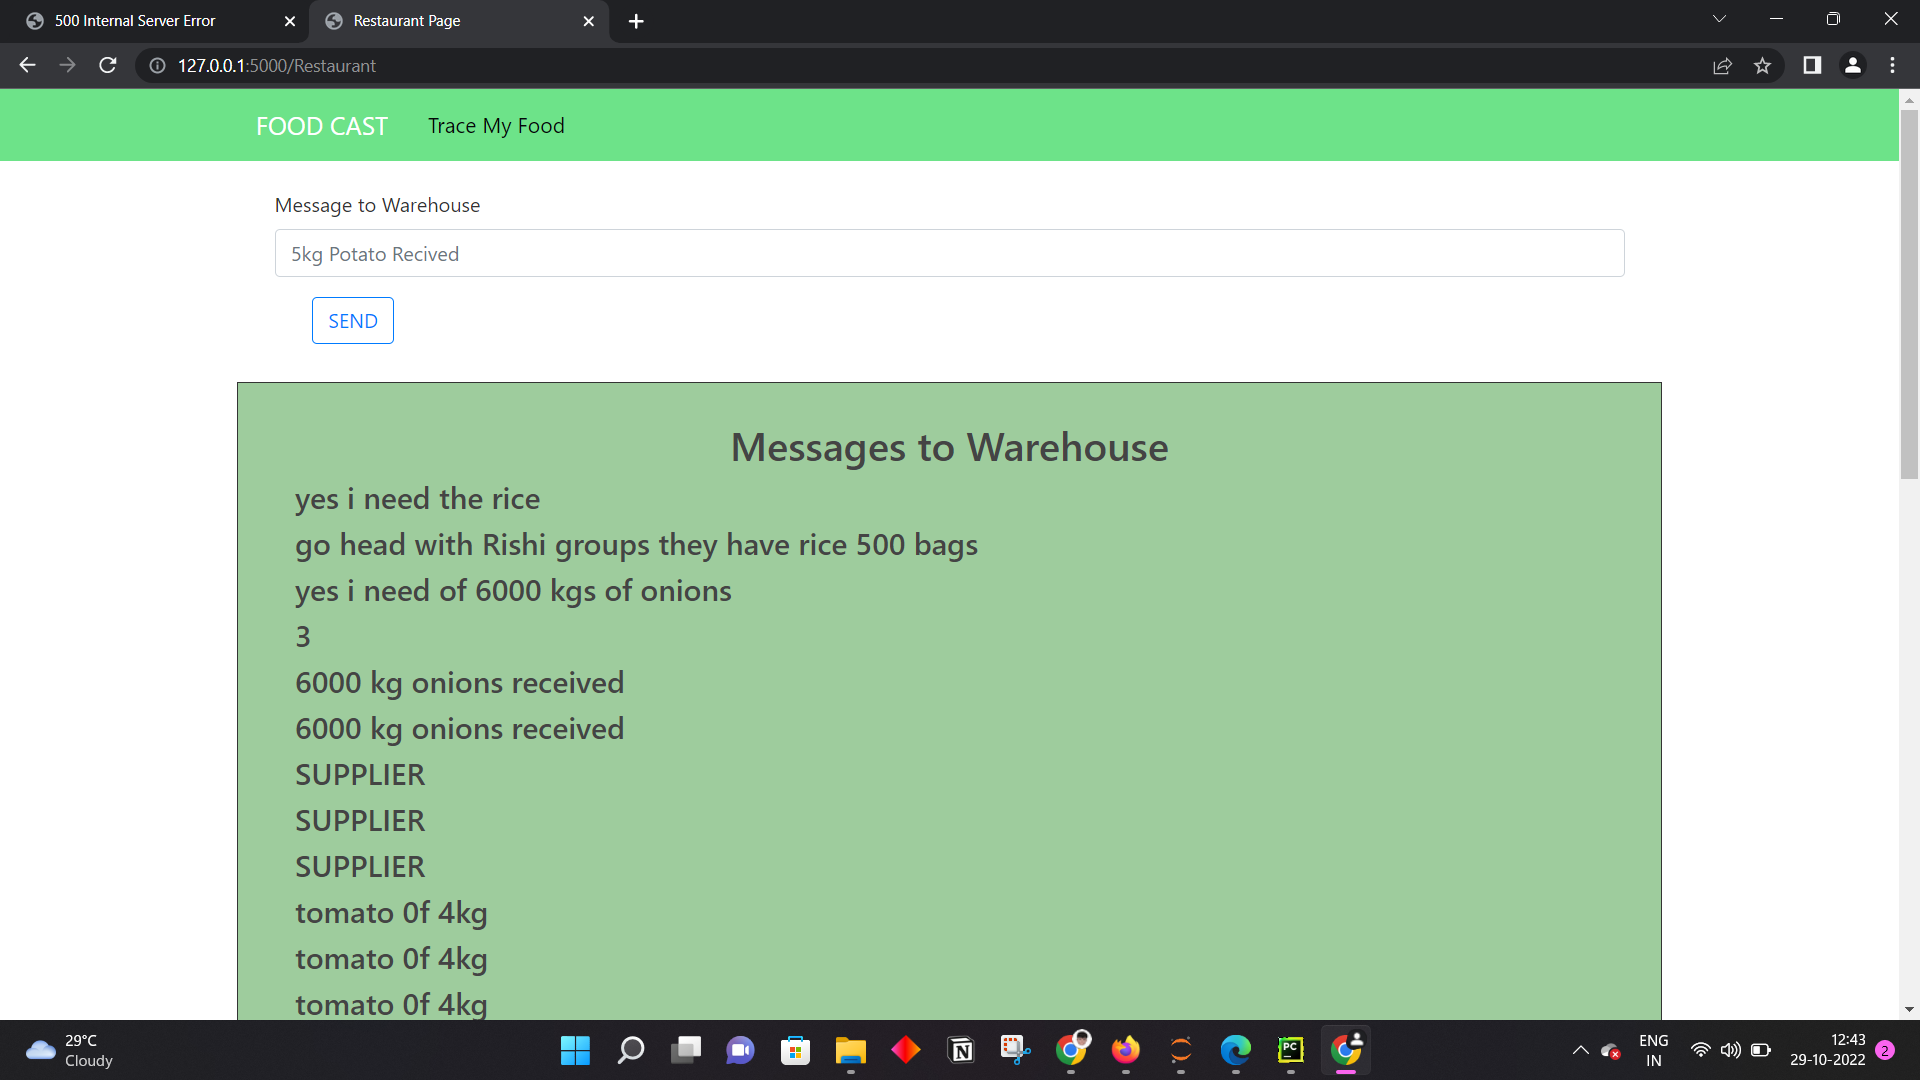 500 Internal Server Error
Restaurant Page
127.0.0.1:5000/Restaurant
FOOD CAST
Trace My Food
Message to Warehouse
5kg Potato Recived
SEND
Messages to Warehouse
yes i need the rice
go head with Rishi groups they have rice 500 bags
yes i need of 6000 kgs of onions
3
6000 kg onions received
6000 kg onions received
SUPPLIER
SUPPLIER
SUPPLIER
tomato 0f 4kg
tomato 0f 4kg
tomato 0f 4kg
29°C
Cloudy
PC
ENG
IN
12:43
29-10-2022
2